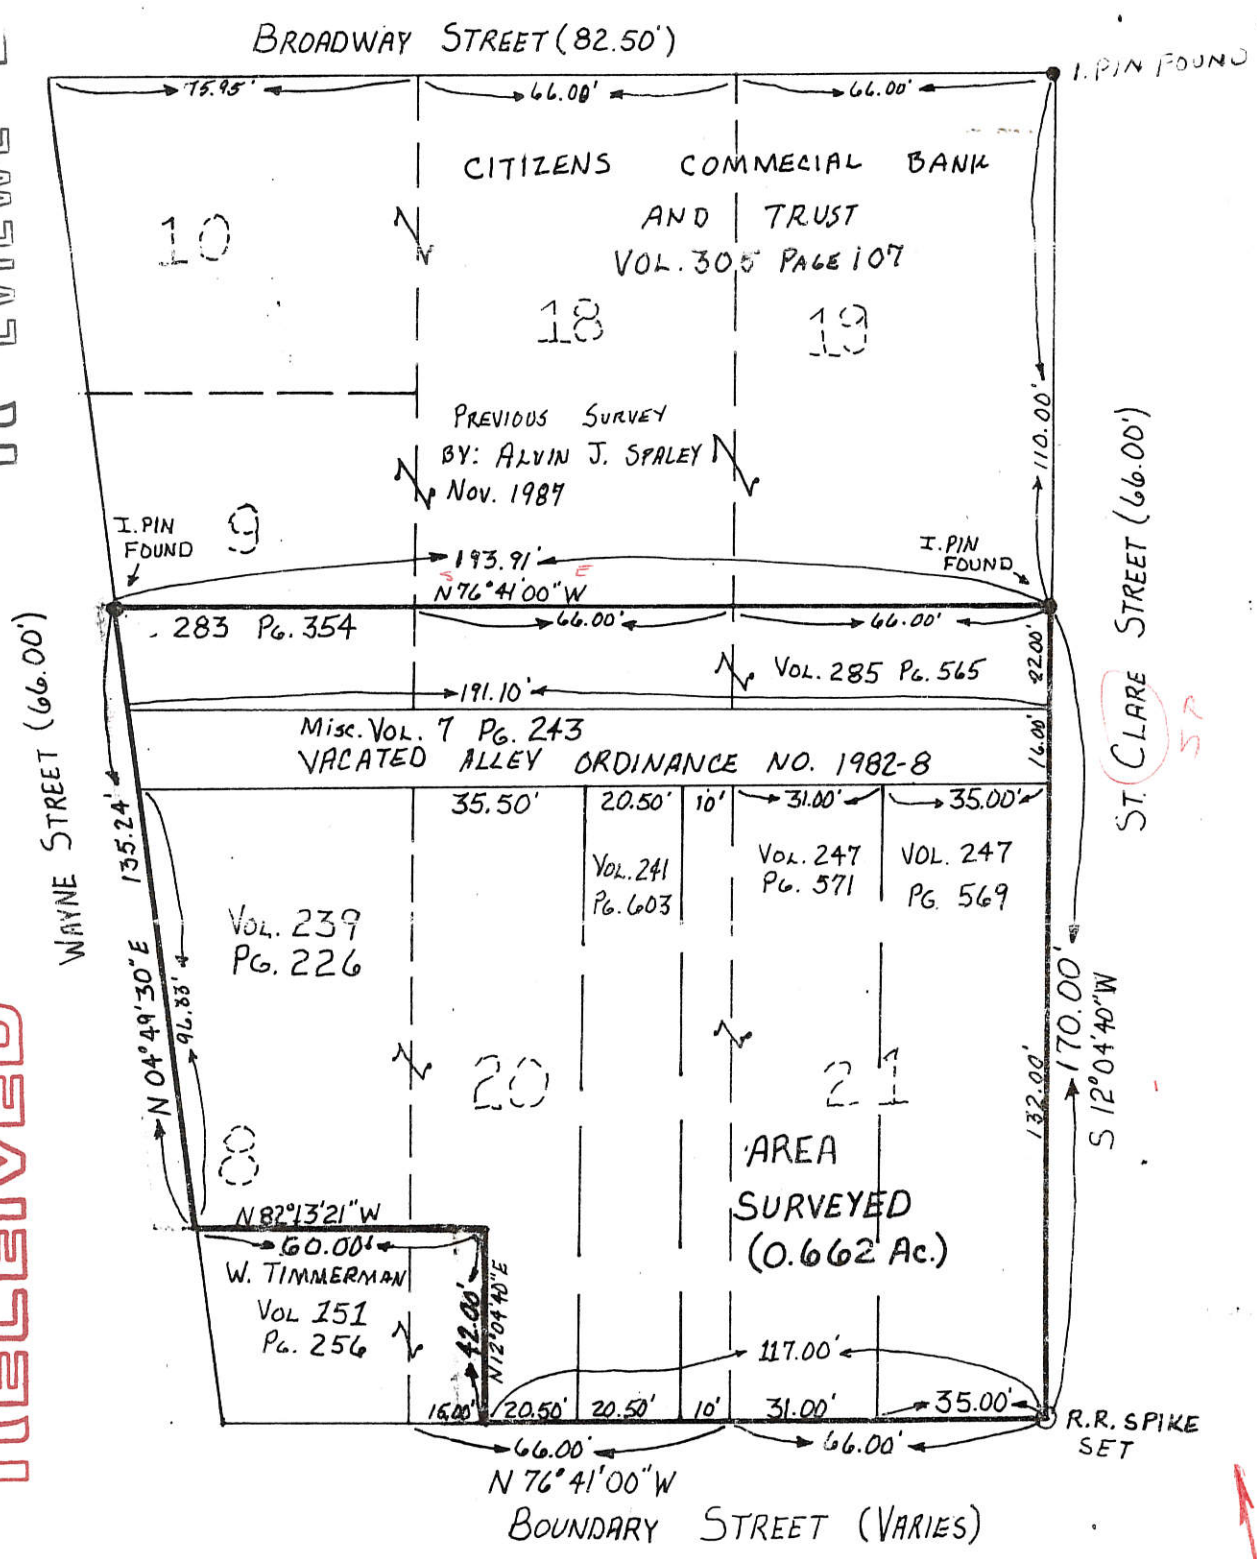 BROADWAY STREET (82.50')
I. PIN FOUND
75.95'
66.00'
66.00'
CITIZENS COMMECIAL BANK
AND TRUST
VOL. 305 PAGE 107
10
18
19
110.00'
PREVIOUS SURVEY
BY: ALVIN J. SPALEY
NOV. 1987
I. PIN
FOUND
9
193.91'
S E
N 76°41'00" W
I. PIN
FOUND
ST. CLARE STREET (66.00')
283 PG. 354
66.00'
66.00'
22.00'
VOL. 285 PG. 565
191.10'
WAYNE STREET (66.00')
MISC. VOL. 7 PG. 243
VACATED ALLEY ORDINANCE NO. 1982-8
16.00'
35.50' 20.50' 10' 31.00' 35.00'
135.24'
N 04°49'30" E
96.33'
VOL. 239
PG. 226
VOL. 241
PG. 603
VOL. 247
PG. 571
VOL. 247
PG. 569
170.00'
S 12°04'40" W
132.00'
20
21
8
AREA
SURVEYED
(0.662 AC.)
N 82°13'21" W
60.00'
W. TIMMERMAN
VOL 151
PG. 256
42.00'
N 12°04'40" E
117.00'
15.00' 20.50' 20.50' 10' 31.00' 35.00'
R.R. SPIKE
SET
66.00'
66.00'
N 76°41'00" W
BOUNDARY STREET (VARIES)